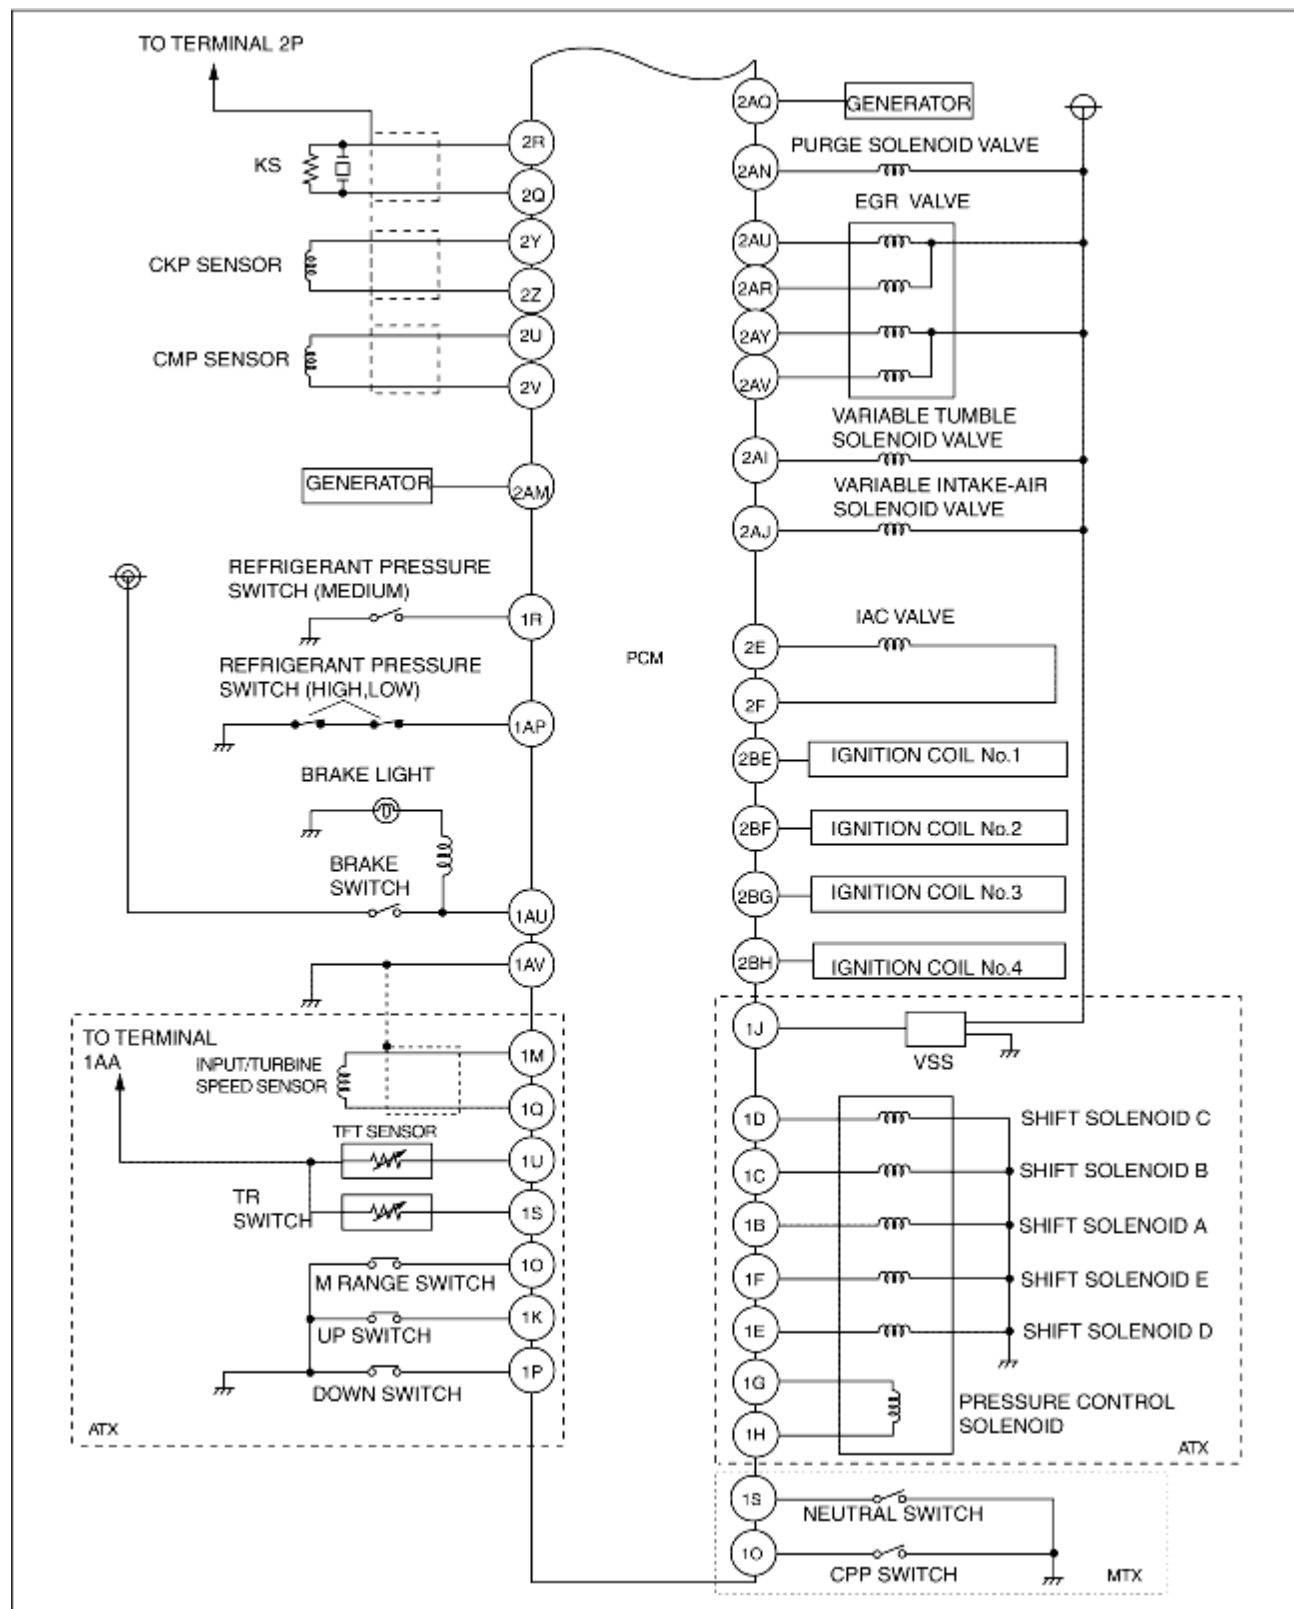 TO TERMINAL 2P
KS
2R
2Q
CKP SENSOR
2Y
2Z
CMP SENSOR
2U
2V
GENERATOR
2AM
REFRIGERANT PRESSURE
SWITCH (MEDIUM)
1R
REFRIGERANT PRESSURE
SWITCH (HIGH,LOW)
1AP
BRAKE LIGHT
BRAKE
SWITCH
1AU
1AV
TO TERMINAL
1AA
INPUT/TURBINE
SPEED SENSOR
1M
1Q
TFT SENSOR
1U
TR
SWITCH
1S
1O
M RANGE SWITCH
1K
UP SWITCH
1P
DOWN SWITCH
ATX
PCM
2AQ
GENERATOR
PURGE SOLENOID VALVE
2AN
EGR VALVE
2AU
2AR
2AY
2AV
VARIABLE TUMBLE
SOLENOID VALVE
2AI
VARIABLE INTAKE-AIR
SOLENOID VALVE
2AJ
IAC VALVE
2E
2F
2BE
IGNITION COIL No.1
2BF
IGNITION COIL No.2
2BG
IGNITION COIL No.3
2BH
IGNITION COIL No.4
1J
VSS
1D
SHIFT SOLENOID C
1C
SHIFT SOLENOID B
1B
SHIFT SOLENOID A
1F
SHIFT SOLENOID E
1E
SHIFT SOLENOID D
1G
PRESSURE CONTROL
SOLENOID
1H
ATX
1S
NEUTRAL SWITCH
1O
CPP SWITCH
MTX